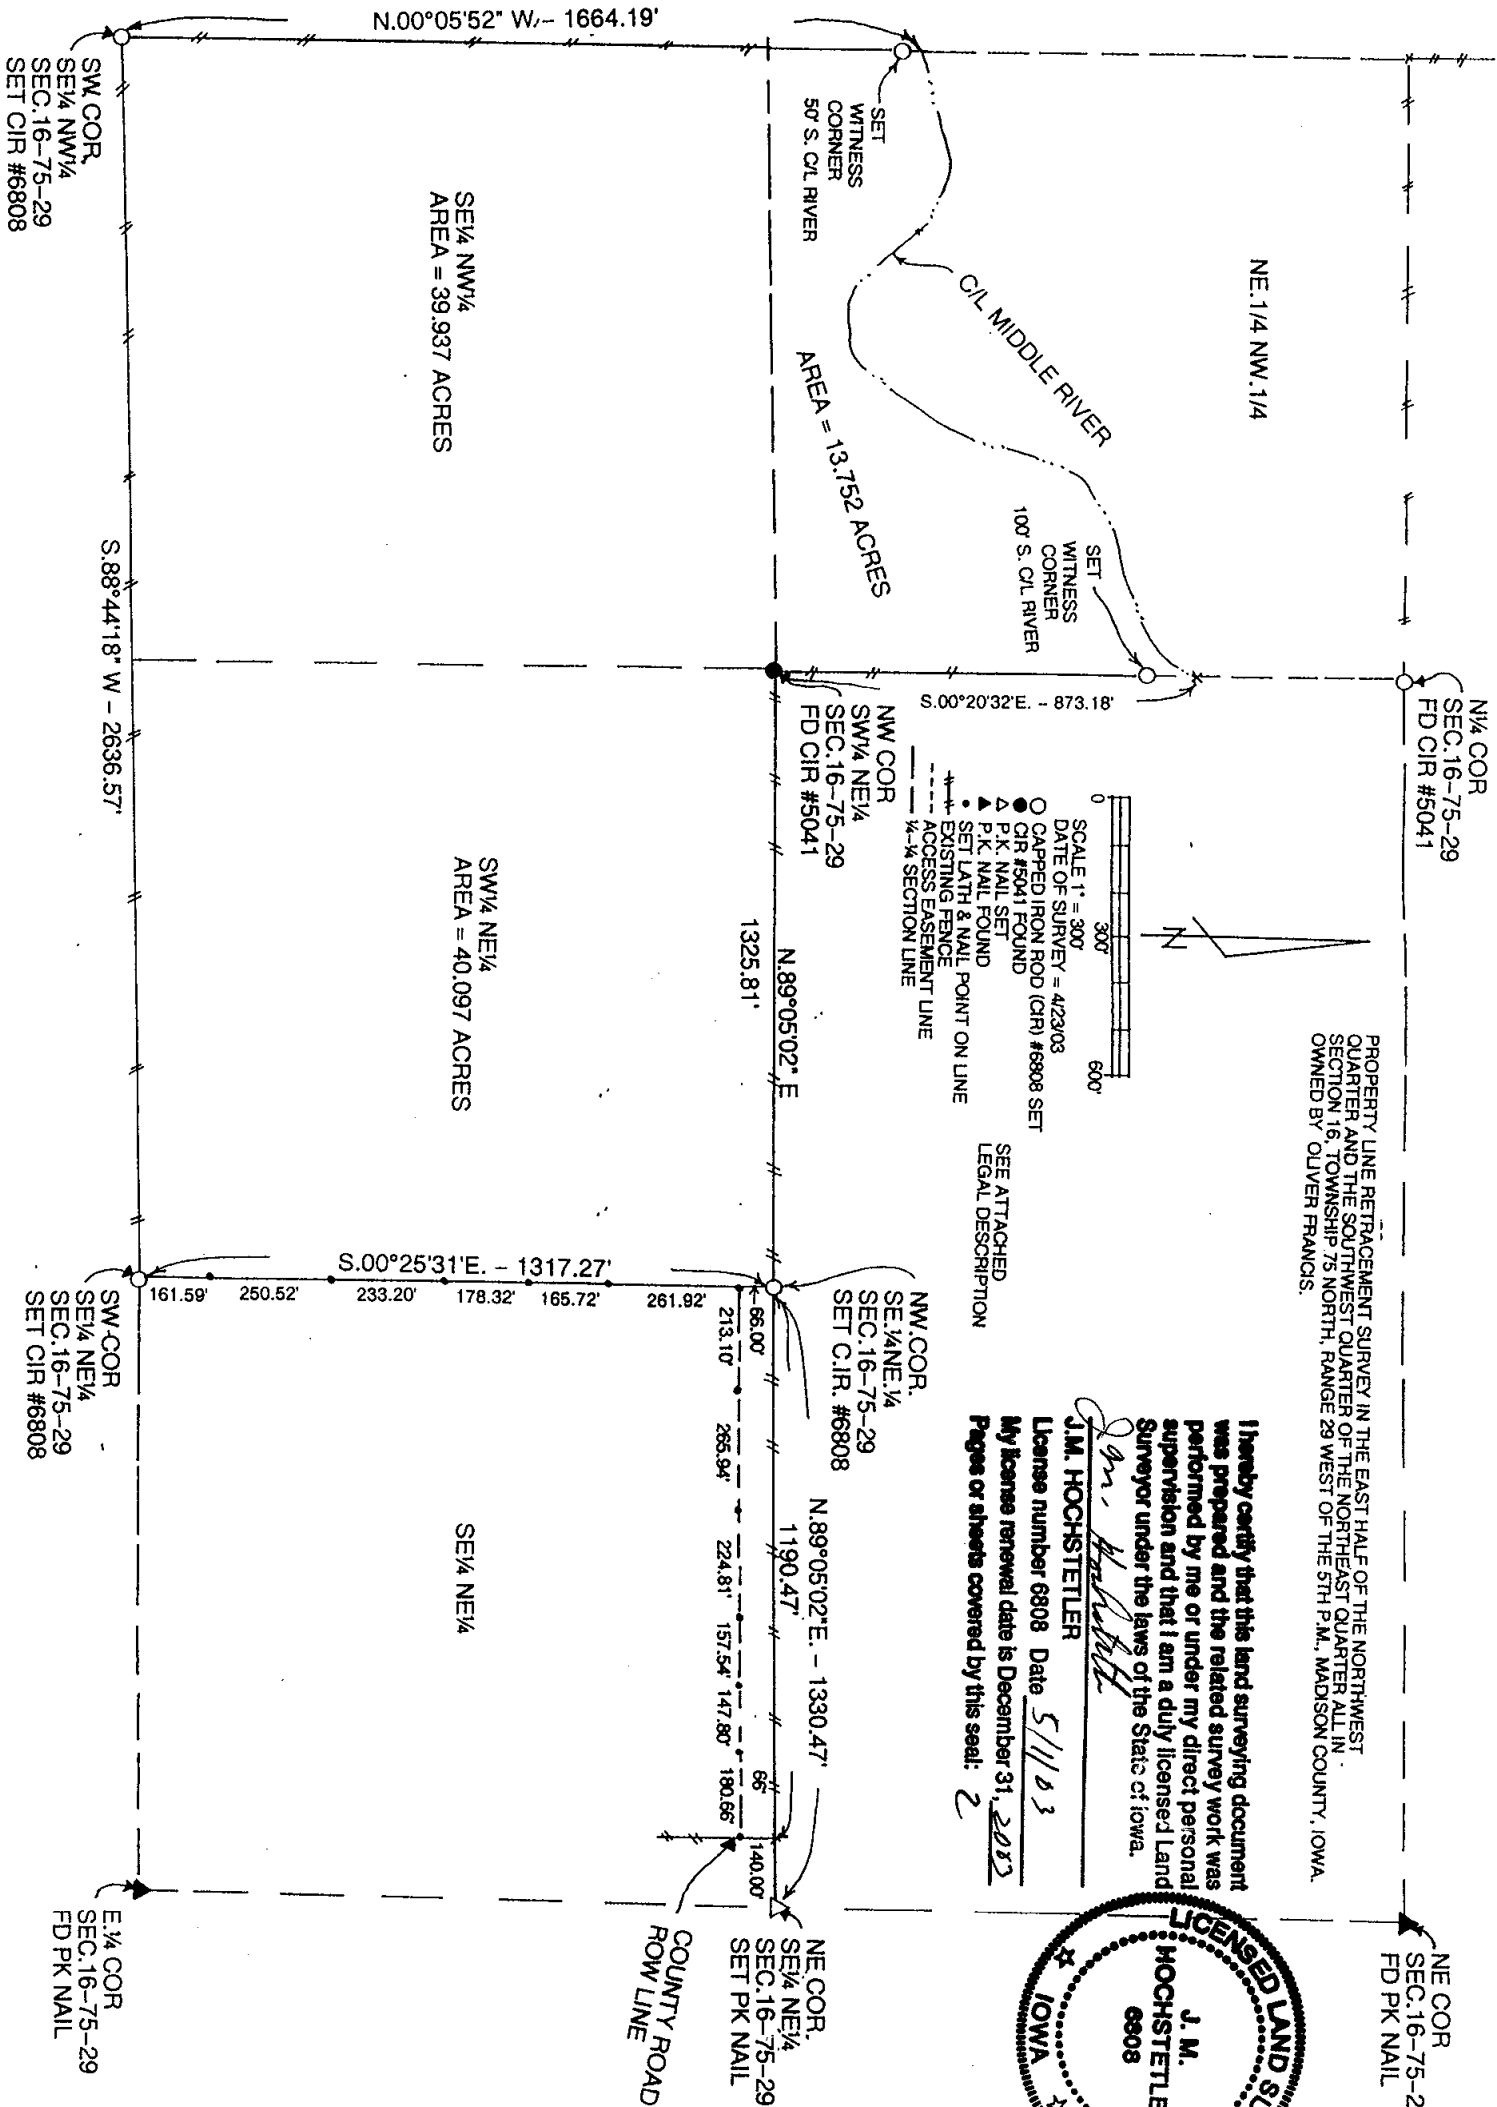 N¼ COR
SEC.16–75–29
FD CIR #5041
NE COR
SEC.16–75–2
FD PK NAIL
PROPERTY LINE RETRACEMENT SURVEY IN THE EAST HALF OF THE NORTHWEST
QUARTER AND THE SOUTHWEST QUARTER OF THE NORTHEAST QUARTER ALL IN
SECTION 16, TOWNSHIP 75 NORTH, RANGE 29 WEST OF THE 5TH P.M., MADISON COUNTY, IOWA.
OWNED BY OLIVER FRANCIS.
NE.1/4 NW.1/4
I hereby certify that this land surveying document
was prepared and the related survey work was
performed by me or under my direct personal
supervision and that I am a duly licensed Land
Surveyor under the laws of the State of Iowa.
J.M. Hochstetler
J.M. HOCHSTETLER
License number 6808 Date 5/1/03
My license renewal date is December 31, 2003
Pages or sheets covered by this seal: 2
LICENSED LAND SU
J. M.
HOCHSTETLE
6808
IOWA
N
0 300' 600'
SCALE 1" = 300'
DATE OF SURVEY = 4/23/03
CAPPED IRON ROD (CIR) #6808 SET
CIR #5041 FOUND
P.K. NAIL SET
P.K. NAIL FOUND
SET LATH & NAIL POINT ON LINE
EXISTING FENCE
ACCESS EASEMENT LINE
¼–¼ SECTION LINE
SEE ATTACHED
LEGAL DESCRIPTION
C/L MIDDLE RIVER
SET
WITNESS
CORNER
100' S. C/L RIVER
SET
WITNESS
CORNER
50' S. C/L RIVER
AREA = 13.752 ACRES
S.00°20'32"E. – 873.18'
NW COR
SW¼ NE¼
SEC.16–75–29
FD CIR #5041
NW.COR.
SE.¼NE.¼
SEC.16–75–29
SET C.I.R. #6808
NE COR.
SE¼ NE¼
SEC.16–75–29
SET PK NAIL
N.89°05'02" E
1325.81'
N.89°05'02"E. – 1330.47'
1190.47'
66.00'
66'
140.00'
213.10' 265.94' 224.81' 157.54' 147.80' 180.66'
COUNTY ROAD
ROW LINE
N.00°05'52" W. – 1664.19'
SE¼ NW¼
AREA = 39.937 ACRES
SW¼ NE¼
AREA = 40.097 ACRES
SE¼ NE¼
S.00°25'31'E. – 1317.27'
261.92'
165.72'
178.32'
233.20'
250.52'
161.59'
S.88°44'18" W – 2636.57'
SW. COR.
SE¼ NW¼
SEC.16–75–29
SET CIR #6808
SW COR
SE¼ NE¼
SEC.16–75–29
SET CIR #6808
E.¼ COR
SEC.16–75–29
FD PK NAIL